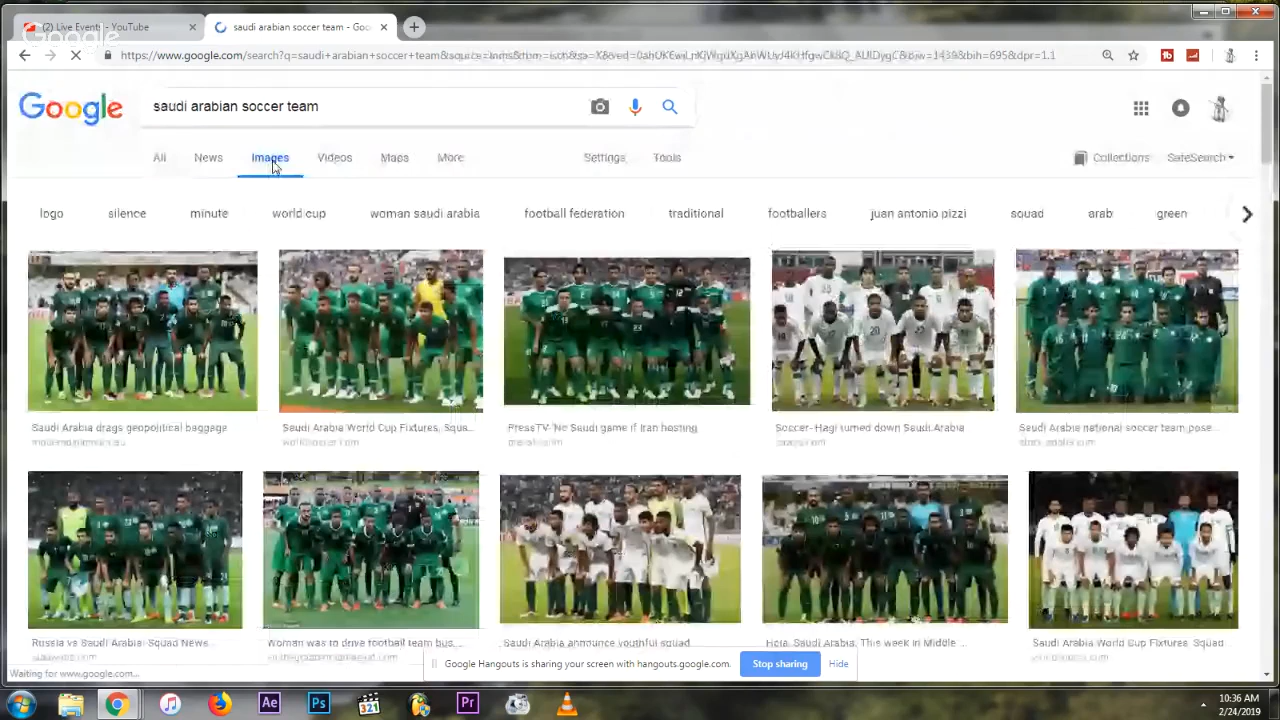 (2) Live Event - YouTube
saudi arabian soccer team - Goo
Google
saudi arabian soccer team
All News Images Videos Maps More Settings Tools
Collections SafeSearch
logo silence minute world cup woman saudi arabia football federation traditional footballers juan antonio pizzi squad arab green
Saudi Arabia drags geopolitical baggage
Saudi Arabia World Cup Fixtures, Squa...
PressTV-No Saudi game if Iran hosting
Soccer-Hagi turned down Saudi Arabia
Saudi Arabia national soccer team pose...
Russia vs Saudi Arabia Squad News...
Woman was to drive football team bus...
Saudi Arabia announce youthful squad
Hola, Saudi Arabia. This week in Middle ...
Saudi Arabia World Cup Fixtures, Squad
Waiting for www.google.com...
Google Hangouts is sharing your screen with hangouts.google.com.
Stop sharing
Hide
Ae Ps 321 Pr
10:36 AM
2/24/2019